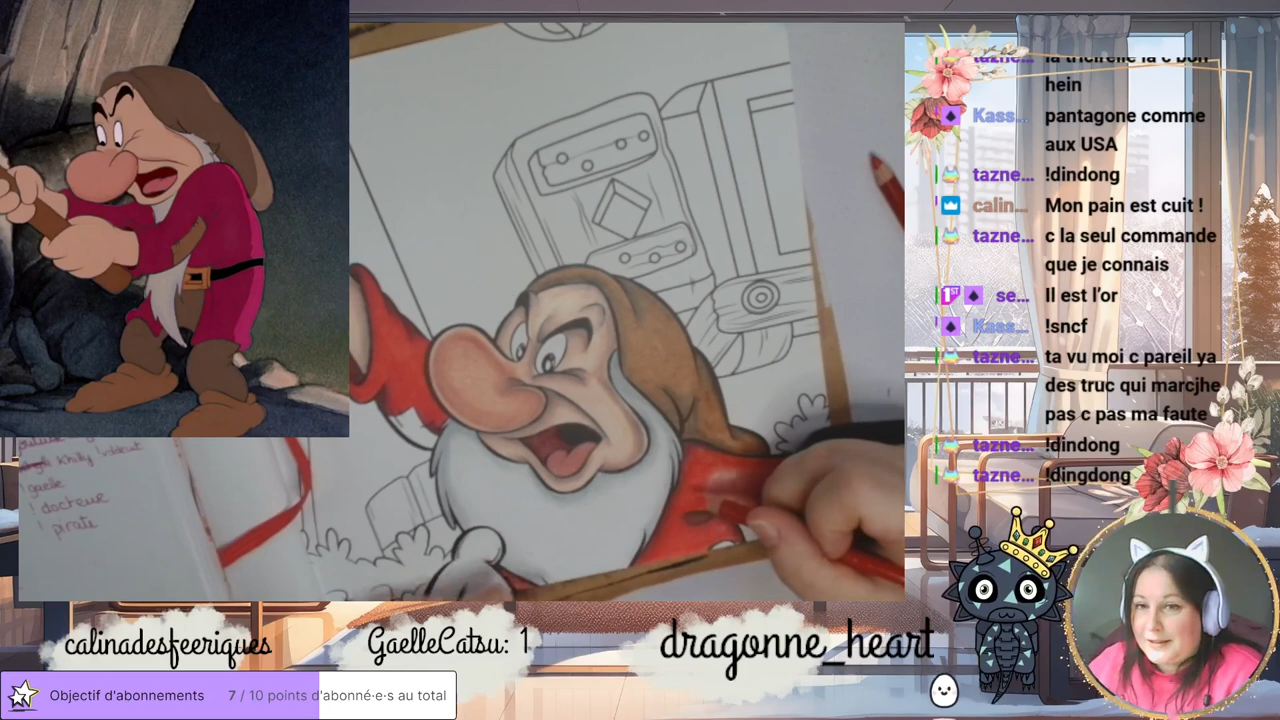 hein
Kass... pantagone comme
aux USA
tazne... !dindong
calin... Mon pain est cuit !
tazne... c la seul commande
que je connais
1ST se... Il est l'or
Kass... !sncf
tazne... ta vu moi c pareil ya
des truc qui marcjhe
pas c pas ma faute
tazne... !dindong
tazne... !dingdong
! gaelle
! docteur
! pirate
calinadesfeeriques
GaelleCatsu: 1
dragonne_heart
Objectif d'abonnements 7 / 10 points d'abonné·e·s au total